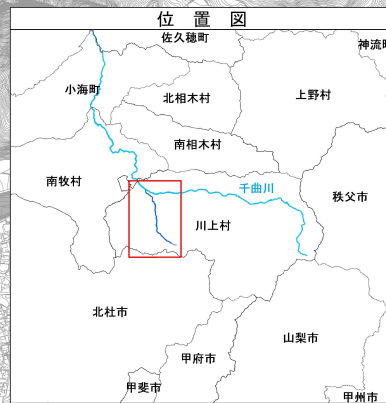 位置図
佐久穂町
神流町
小海町
北相木村
上野村
南相木村
南牧村
千曲川
秩父市
川上村
北杜市
山梨市
甲府市
甲斐市
甲州市